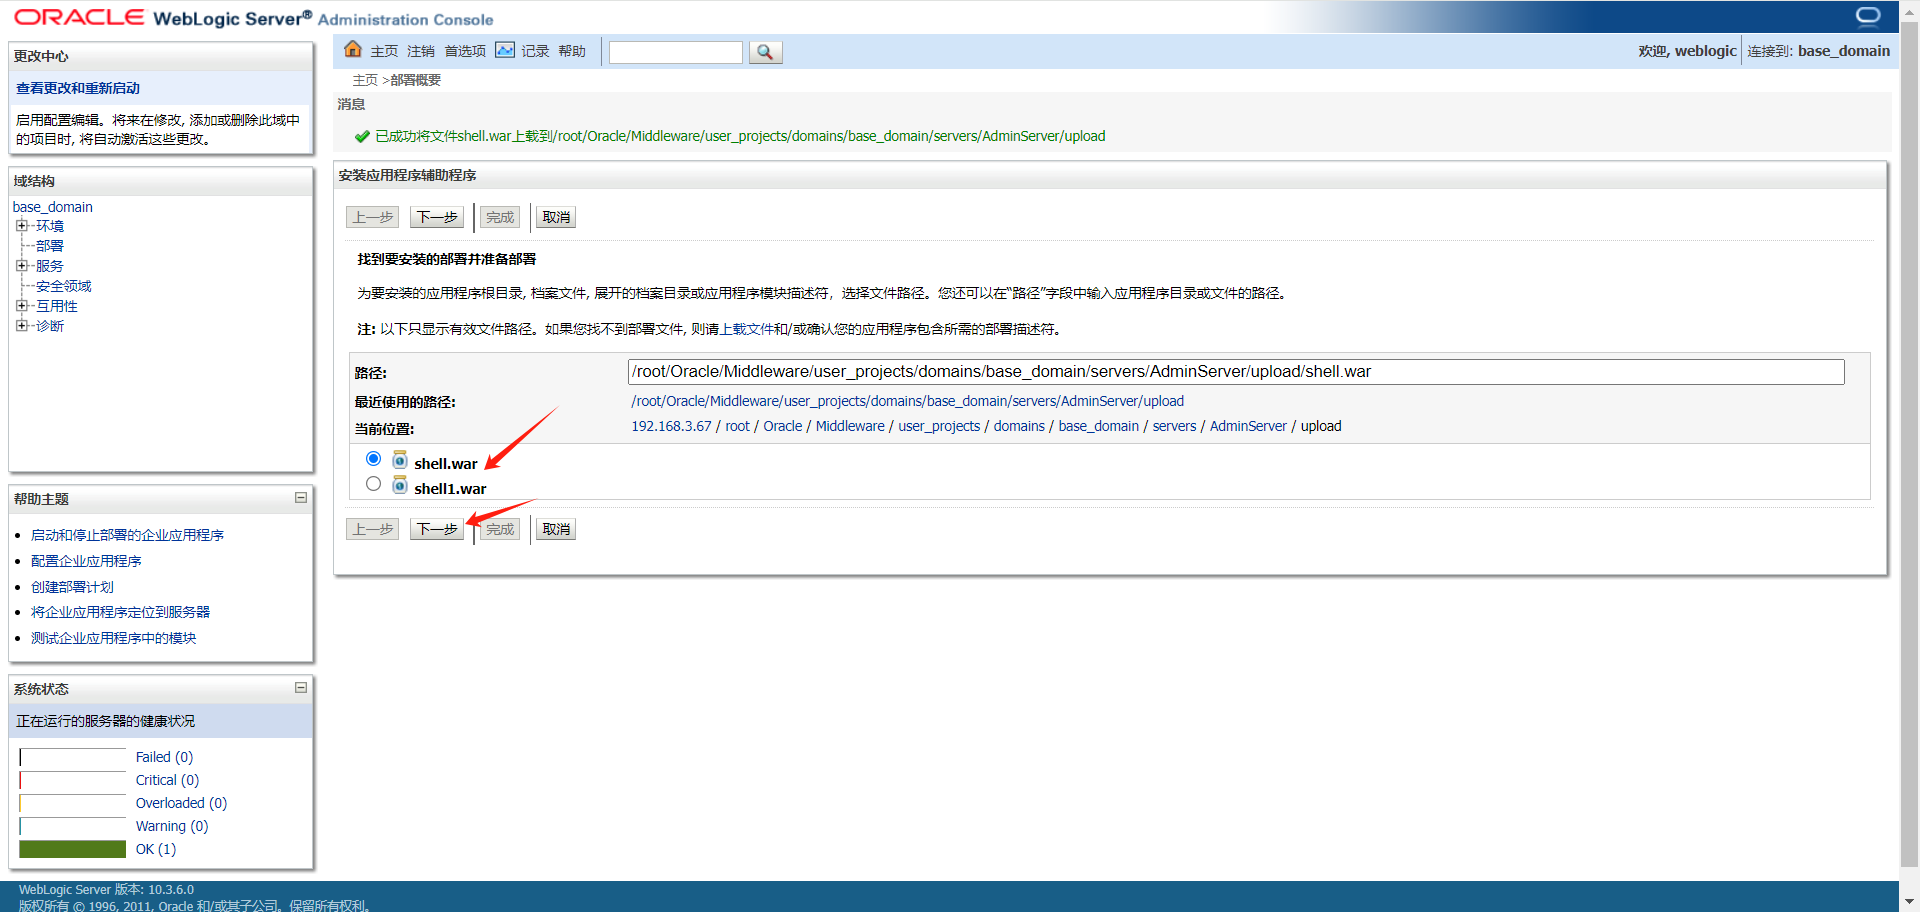 ORACLE WebLogic Server® Administration Console
更改中心
查看更改和重新启动
启用配置编辑。将来在修改, 添加或删除此域中
的项目时, 将自动激活这些更改。
域结构
base_domain
环境
部署
服务
安全领域
互用性
诊断
帮助主题
启动和停止部署的企业应用程序
配置企业应用程序
创建部署计划
将企业应用程序定位到服务器
测试企业应用程序中的模块
系统状态
正在运行的服务器的健康状况
Failed (0)
Critical (0)
Overloaded (0)
Warning (0)
OK (1)
主页 注销 首选项 记录 帮助
欢迎, weblogic 连接到: base_domain
主页 >部署概要
消息
已成功将文件shell.war上载到/root/Oracle/Middleware/user_projects/domains/base_domain/servers/AdminServer/upload
安装应用程序辅助程序
上一步 下一步 完成 取消
找到要安装的部署并准备部署
为要安装的应用程序根目录, 档案文件, 展开的档案目录或应用程序模块描述符，选择文件路径。您还可以在“路径”字段中输入应用程序目录或文件的路径。
注: 以下只显示有效文件路径。如果您找不到部署文件, 则请上载文件和/或确认您的应用程序包含所需的部署描述符。
路径: /root/Oracle/Middleware/user_projects/domains/base_domain/servers/AdminServer/upload/shell.war
最近使用的路径: /root/Oracle/Middleware/user_projects/domains/base_domain/servers/AdminServer/upload
当前位置: 192.168.3.67 / root / Oracle / Middleware / user_projects / domains / base_domain / servers / AdminServer / upload
shell.war
shell1.war
上一步 下一步 完成 取消
WebLogic Server 版本: 10.3.6.0
版权所有 © 1996, 2011, Oracle 和/或其子公司。保留所有权利。